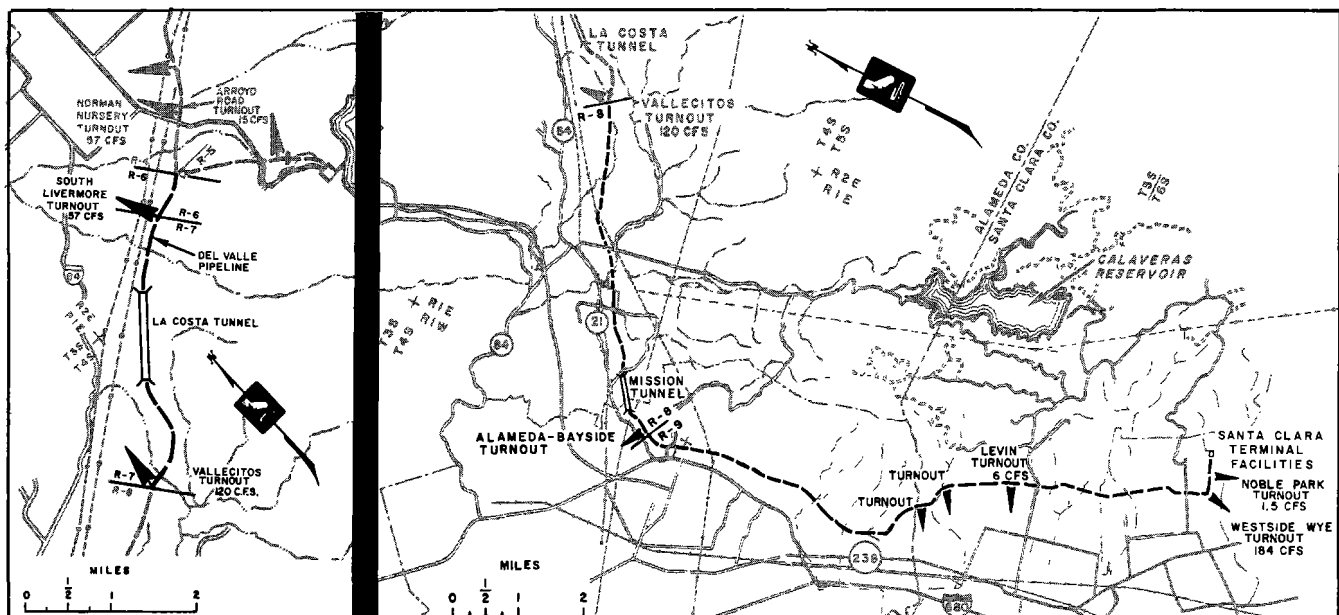 NORMAN
NURSERY
TURNOUT
57 CFS
ARROYO
ROAD
TURNOUT
15 CFS
R-5
R-6
SOUTH
LIVERMORE
TURNOUT
57 CFS
R-6
R-7
DEL VALLE
PIPELINE
84
R2E
T3S
T4S
LA COSTA TUNNEL
N
R-7
R-8
VALLECITOS
TURNOUT
120 C.F.S.
MILES
0 1/2 2
LA COSTA
TUNNEL
R-8
VALLECITOS
TURNOUT
120 CFS
84
N
T4S
T5S
R2E
R1E
ALAMEDA CO.
SANTA CLARA CO.
T5S
T6S
CALAVERAS
RESERVOIR
R1E
R1W
T3S
T4S
21
84
MISSION
TUNNEL
R-8
R-9
ALAMEDA-BAYSIDE
TURNOUT
TURNOUT
TURNOUT
LEVIN
TURNOUT
6 CFS
SANTA CLARA
TERMINAL
FACILITIES
NOBLE PARK
TURNOUT
1.5 CFS
WESTSIDE WYE
TURNOUT
184 CFS
238
680
MILES
0 1/2 1 2